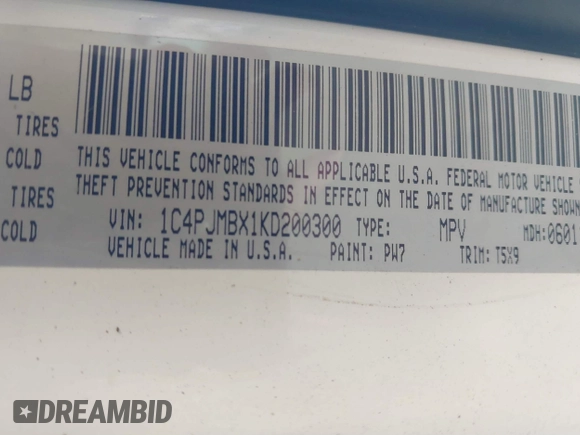 LB
TIRES
COLD
THIS VEHICLE CONFORMS TO ALL APPLICABLE U.S.A. FEDERAL MOTOR VEHICLE
TIRES
THEFT PREVENTION STANDARDS IN EFFECT ON THE DATE OF MANUFACTURE SHOWN
COLD
VIN: 1C4PJMBX1KD200300 TYPE: MPV MDH:0601
VEHICLE MADE IN U.S.A. PAINT: PW7 TRIM: T5X9
DREAMBID